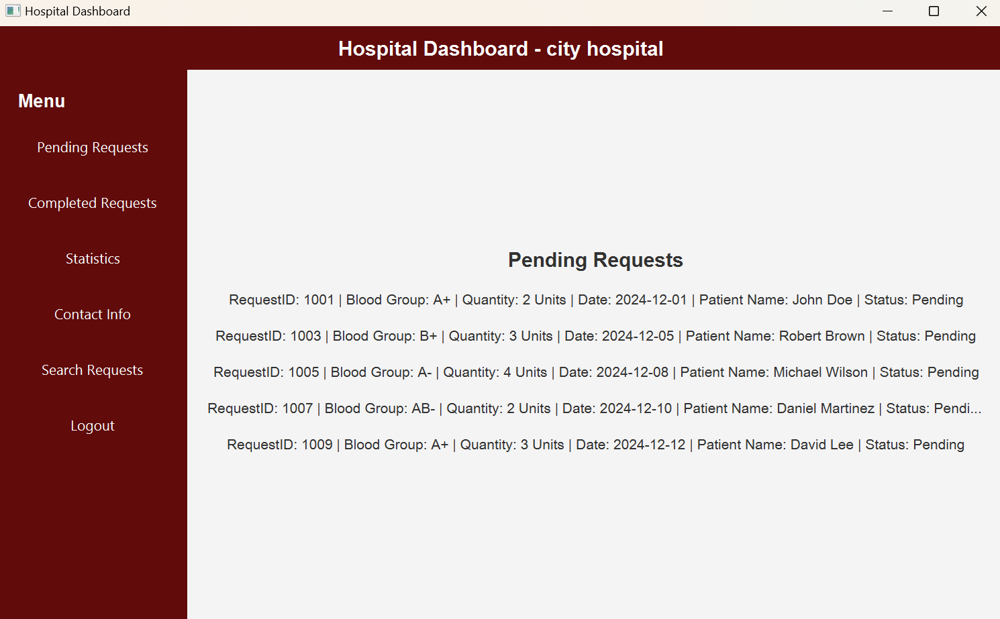 Hospital Dashboard
Hospital Dashboard - city hospital
Menu
Pending Requests
Completed Requests
Statistics
Contact Info
Search Requests
Logout
Pending Requests
RequestID: 1001 | Blood Group: A+ | Quantity: 2 Units | Date: 2024-12-01 | Patient Name: John Doe | Status: Pending
RequestID: 1003 | Blood Group: B+ | Quantity: 3 Units | Date: 2024-12-05 | Patient Name: Robert Brown | Status: Pending
RequestID: 1005 | Blood Group: A- | Quantity: 4 Units | Date: 2024-12-08 | Patient Name: Michael Wilson | Status: Pending
RequestID: 1007 | Blood Group: AB- | Quantity: 2 Units | Date: 2024-12-10 | Patient Name: Daniel Martinez | Status: Pendi...
RequestID: 1009 | Blood Group: A+ | Quantity: 3 Units | Date: 2024-12-12 | Patient Name: David Lee | Status: Pending